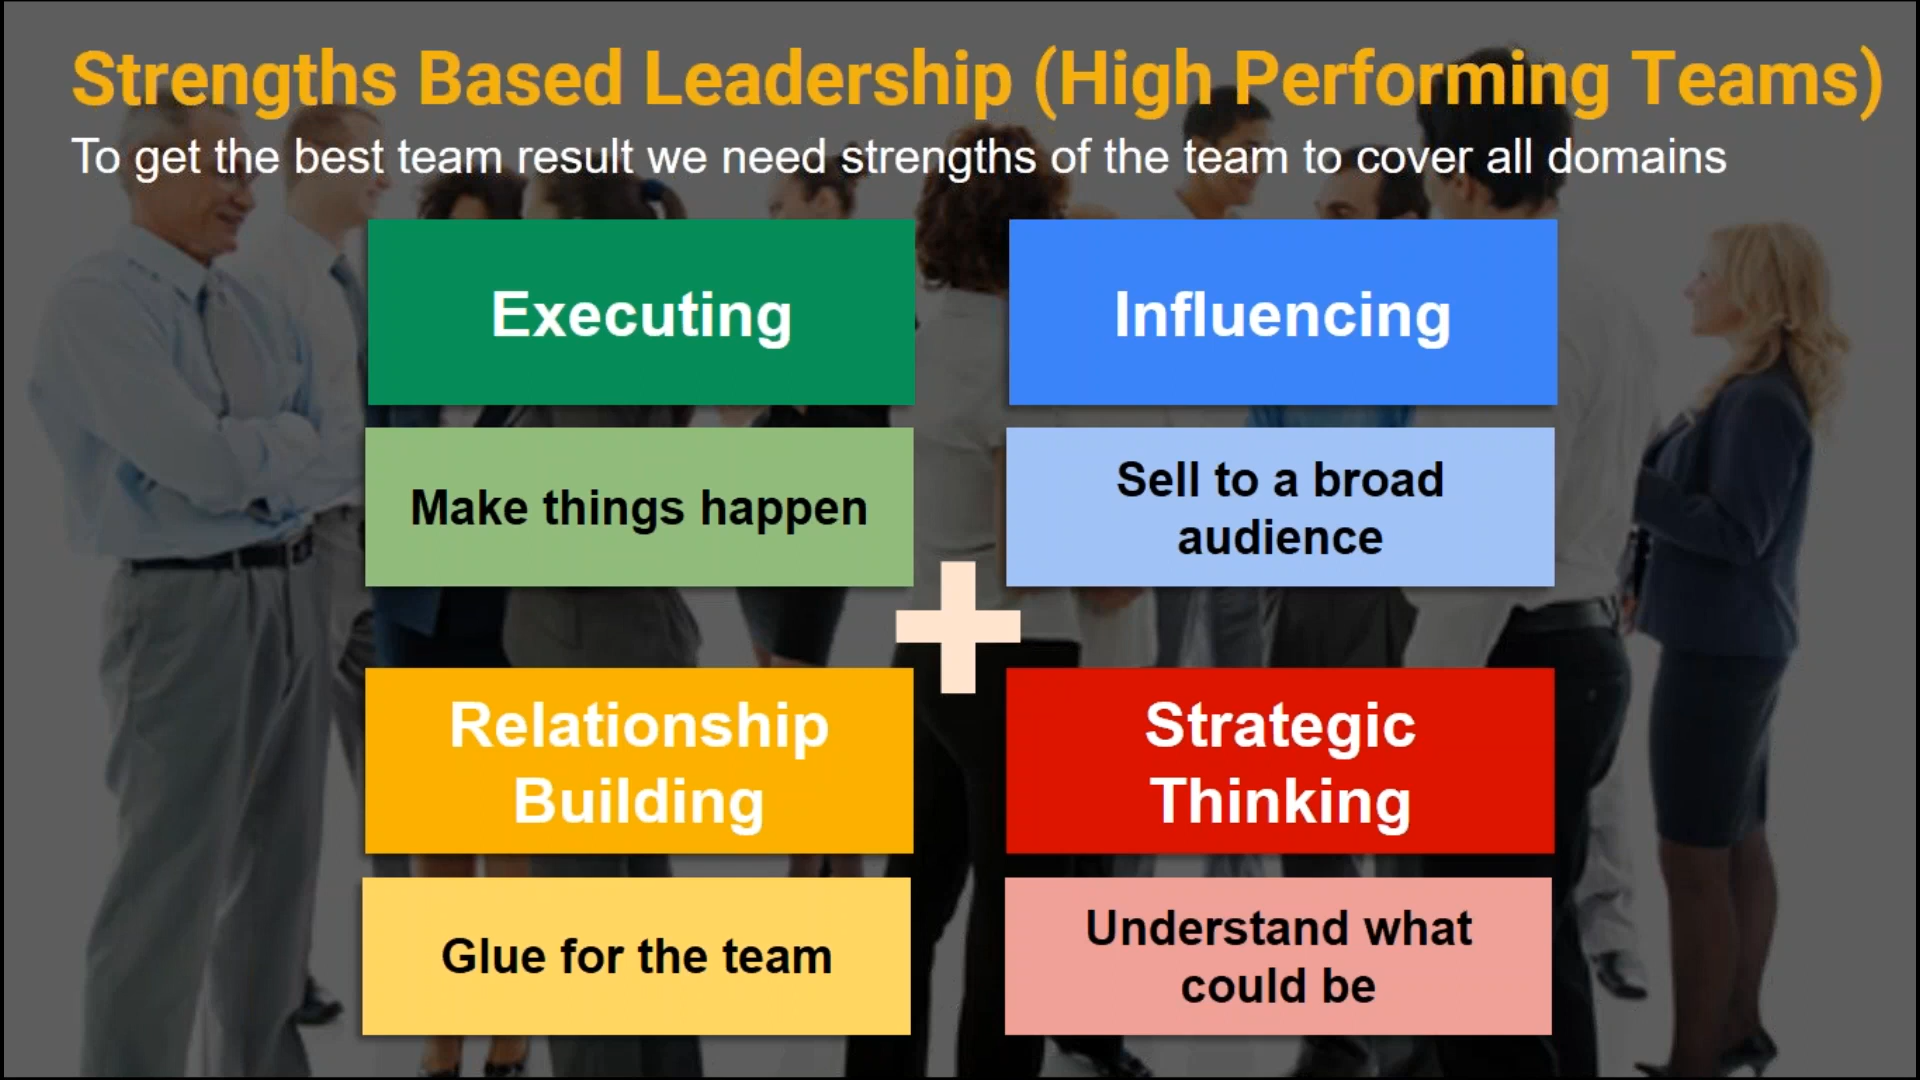 Strengths Based Leadership (High Performing Teams)
To get the best team result we need strengths of the team to cover all domains
Executing
Influencing
Make things happen
Sell to a broad
audience
Relationship
Building
Strategic
Thinking
Glue for the team
Understand what
could be